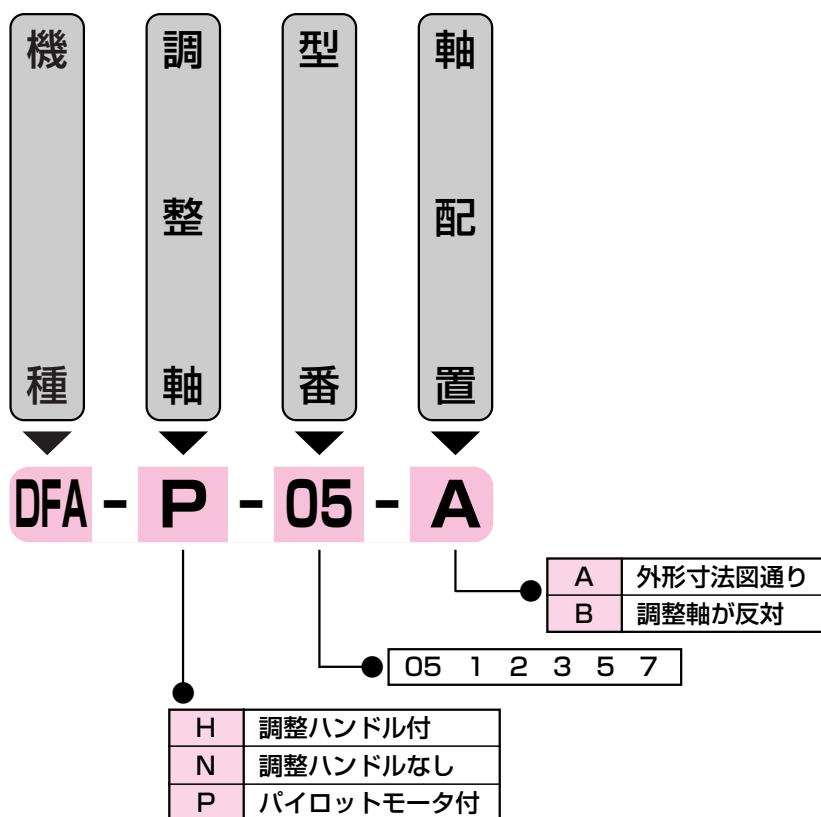 機種
調整軸
型番
軸配置
DFA - P - 05 - A
A 外形寸法図通り
B 調整軸が反対
05 1 2 3 5 7
H 調整ハンドル付
N 調整ハンドルなし
P パイロットモータ付